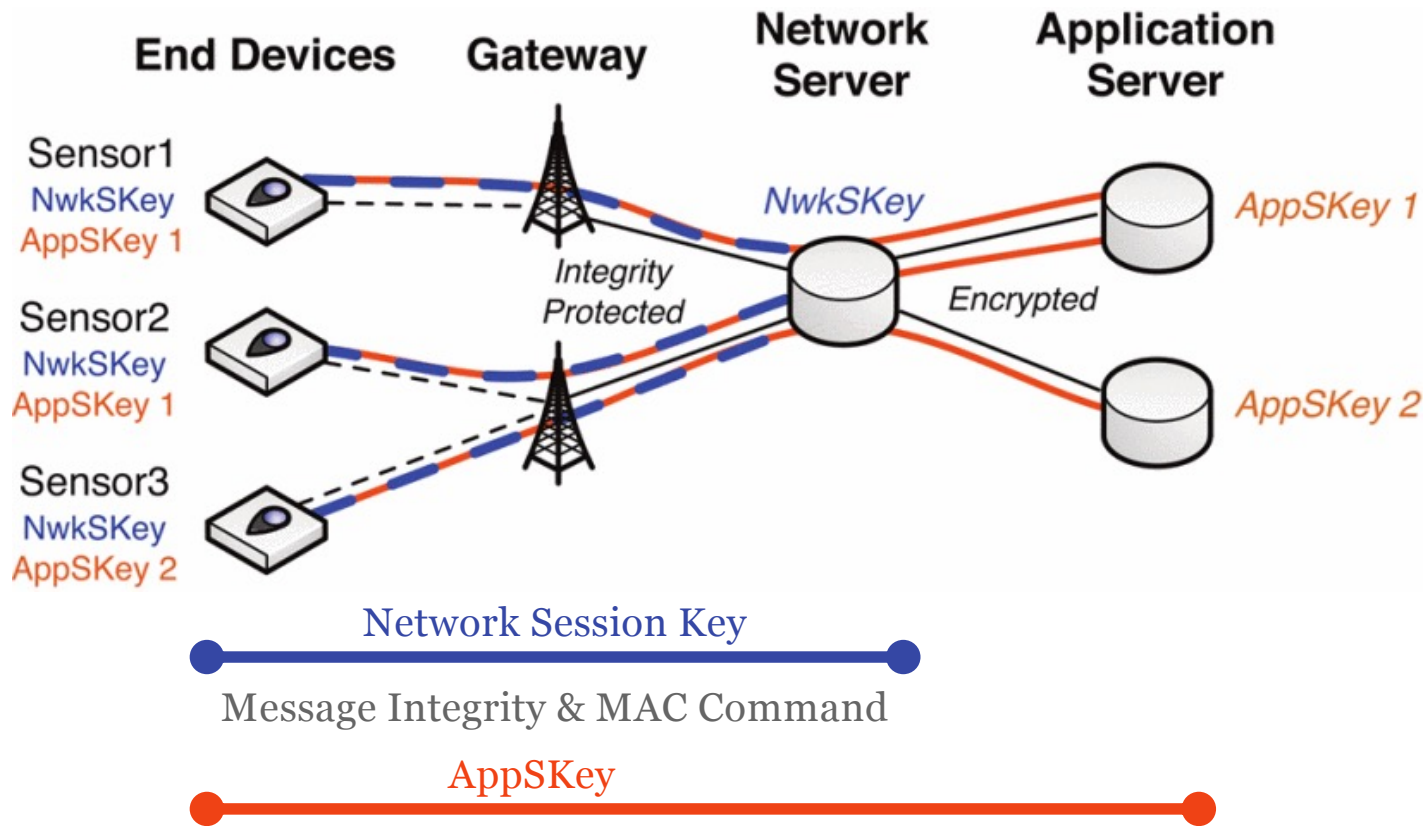 End Devices
Gateway
Network
Server
Application
Server
Sensor1
NwkSKey
AppSKey 1
NwkSKey
AppSKey 1
Integrity
Protected
Encrypted
Sensor2
NwkSKey
AppSKey 1
AppSKey 2
Sensor3
NwkSKey
AppSKey 2
Network Session Key
Message Integrity & MAC Command
AppSKey